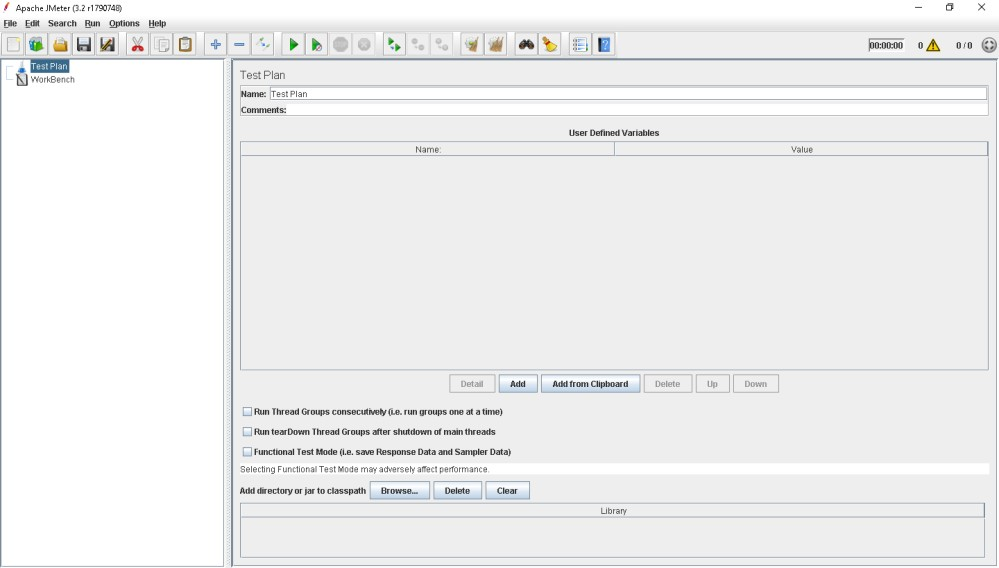 Apache JMeter (3.2 r1790748)
File Edit Search Run Options Help
00:00:00 0 0 / 0
Test Plan
WorkBench
Test Plan
Name: Test Plan
Comments:
User Defined Variables
Name: Value
Detail Add Add from Clipboard Delete Up Down
Run Thread Groups consecutively (i.e. run groups one at a time)
Run tearDown Thread Groups after shutdown of main threads
Functional Test Mode (i.e. save Response Data and Sampler Data)
Selecting Functional Test Mode may adversely affect performance.
Add directory or jar to classpath Browse... Delete Clear
Library